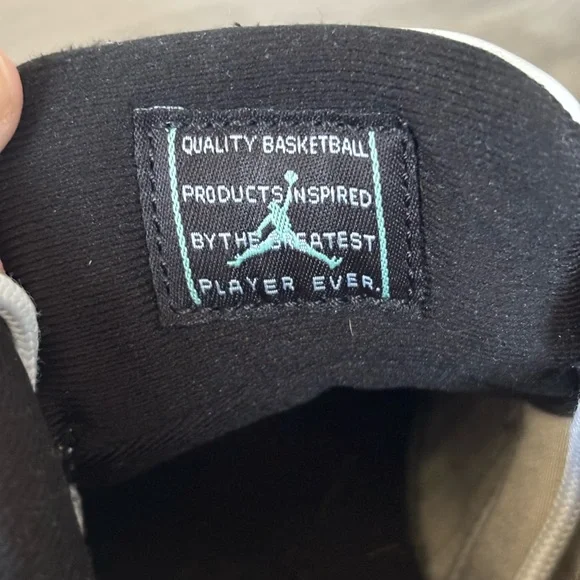 QUALITY BASKETBALL
PRODUCTS INSPIRED
BY THE GREATEST
PLAYER EVER.